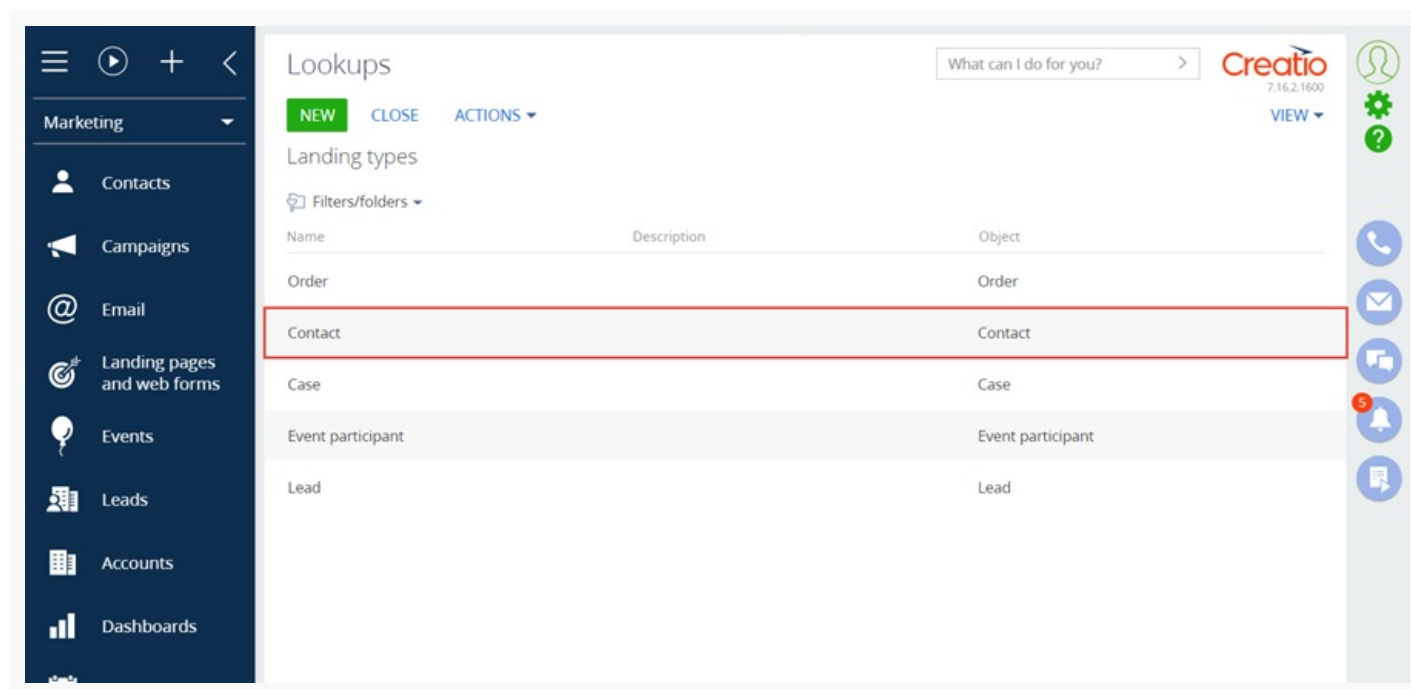 Marketing
Contacts
Campaigns
Email
Landing pages
and web forms
Events
Leads
Accounts
Dashboards
Lookups
What can I do for you?
Creatio
7.16.2.1600
NEW CLOSE ACTIONS
VIEW
Landing types
Filters/folders
Name Description Object
Order Order
Contact Contact
Case Case
Event participant Event participant
Lead Lead
5